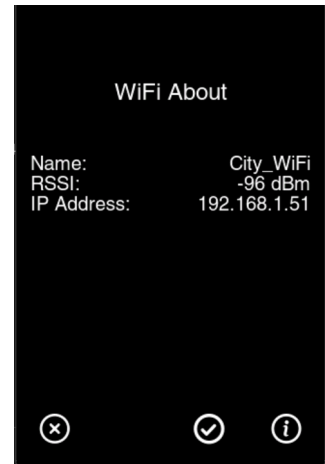 WiFi About
Name: City_WiFi
RSSI: -96 dBm
IP Address: 192.168.1.51